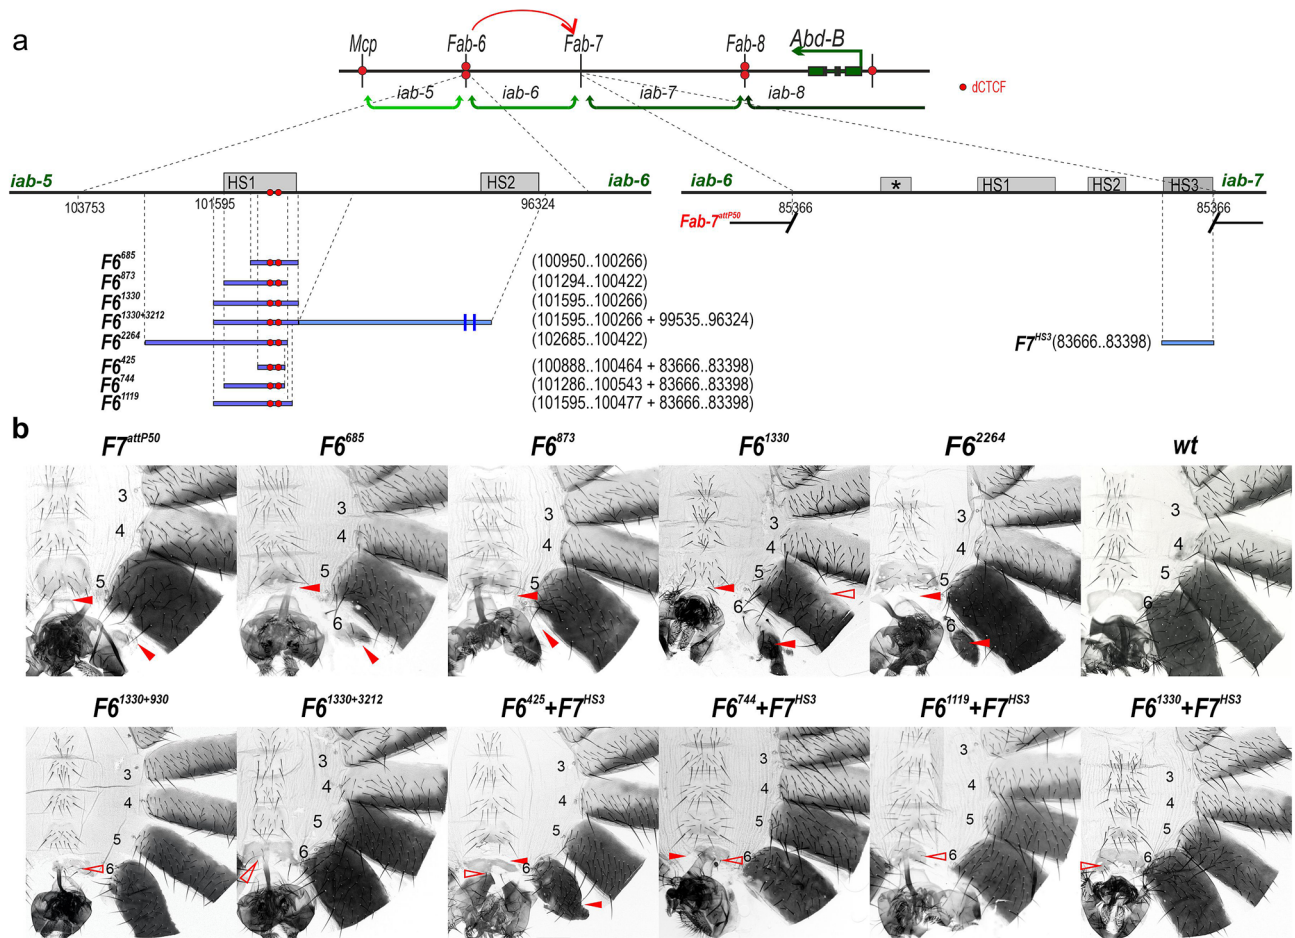 a
Mcp Fab-6 Fab-7 Fab-8 Abd-B
dCTCF
iab-5 iab-6 iab-7 iab-8
iab-5 HS1 HS2 iab-6
103753 101595 96324
iab-6 * HS1 HS2 HS3 iab-7
85366 85366
Fab-7attP50
F6685 (100950..100266)
F6873 (101294..100422)
F61330 (101595..100266)
F61330+3212 (101595..100266 + 99535..96324)
F62264 (102685..100422)
F6425 (100888..100464 + 83666..83398)
F6744 (101286..100543 + 83666..83398)
F61119 (101595..100477 + 83666..83398)
F7HS3(83666..83398)
b
F7attP50 F6685 F6873 F61330 F62264 wt
3 4 5
3 4 5 6
3 4 5
3 4 5 6
3 4 5 6
6
F61330+930 F61330+3212 F6425+F7HS3 F6744+F7HS3 F61119+F7HS3 F61330+F7HS3
3 4 5 6
3 4 5 6
3 4 5 6
3 4 5 6
3 4 5 6
3 4 5 6